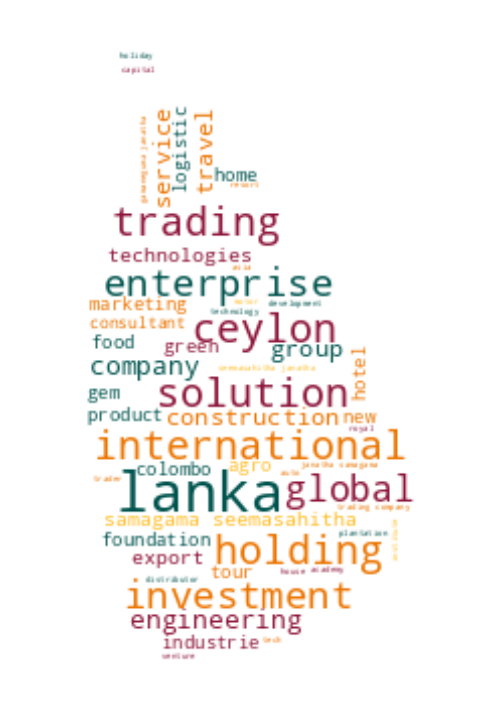 holiday
capital
gamanagama janatha
service
logistic
travel
home
resort
trading
technologies
asia
enterprise
marketing
motor
development
technology
consultant
ceylon
food
green
group
company
seemasahitha janatha
hotel
gem
solution
product
construction
new
royal
international
colombo
agro
janatha samagama
trader
auto
lanka
global
trading company
samagama seemasahitha
plantation
foundation
holding
export
tour
house
academy
distributor
investment
engineering
industrie
tech
venture